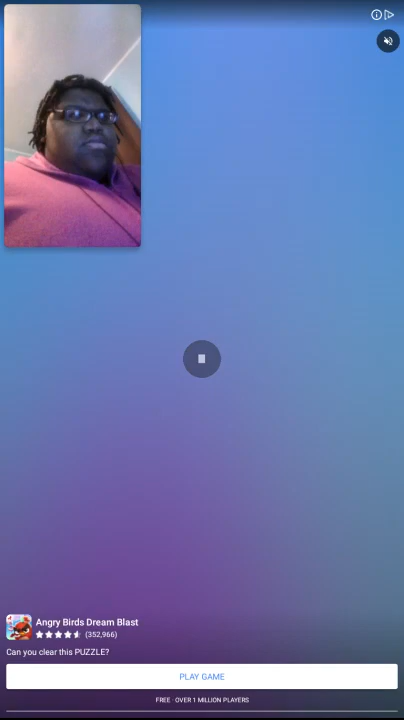 Angry Birds Dream Blast
(352,966)
Can you clear this PUZZLE?
PLAY GAME
FREE · OVER 1 MILLION PLAYERS